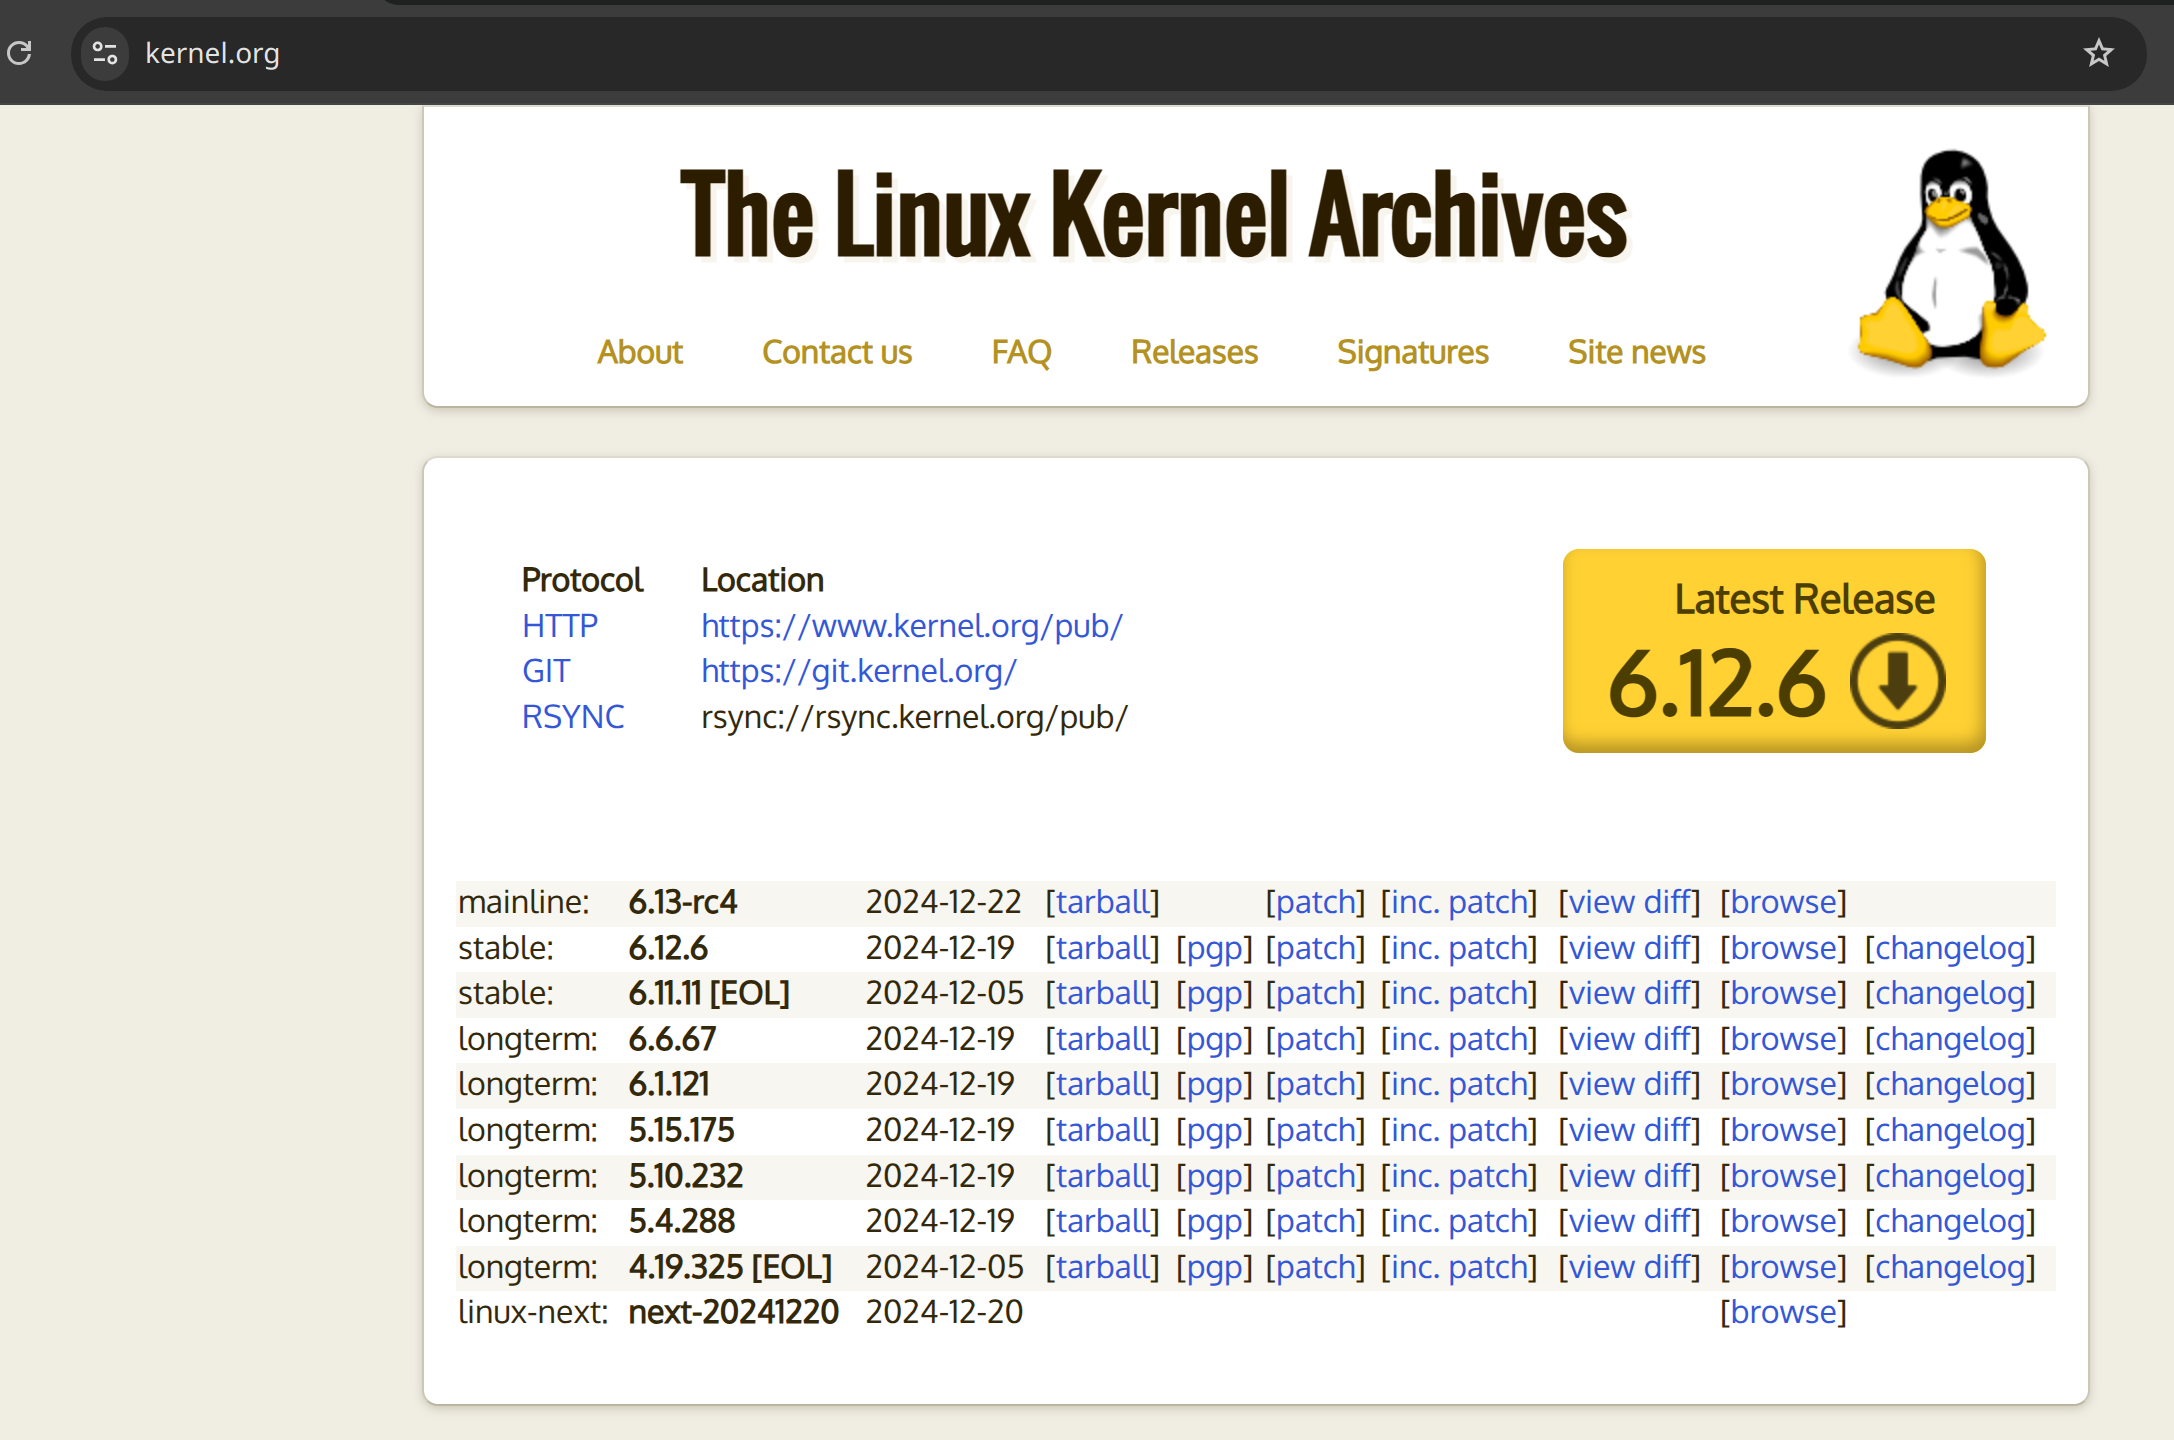 kernel.org
The Linux Kernel Archives
About Contact us FAQ Releases Signatures Site news
Protocol Location
HTTP https://www.kernel.org/pub/
GIT https://git.kernel.org/
RSYNC rsync://rsync.kernel.org/pub/
Latest Release
6.12.6
mainline: 6.13-rc4 2024-12-22 [tarball] [patch] [inc. patch] [view diff] [browse]
stable: 6.12.6 2024-12-19 [tarball] [pgp] [patch] [inc. patch] [view diff] [browse] [changelog]
stable: 6.11.11 [EOL] 2024-12-05 [tarball] [pgp] [patch] [inc. patch] [view diff] [browse] [changelog]
longterm: 6.6.67 2024-12-19 [tarball] [pgp] [patch] [inc. patch] [view diff] [browse] [changelog]
longterm: 6.1.121 2024-12-19 [tarball] [pgp] [patch] [inc. patch] [view diff] [browse] [changelog]
longterm: 5.15.175 2024-12-19 [tarball] [pgp] [patch] [inc. patch] [view diff] [browse] [changelog]
longterm: 5.10.232 2024-12-19 [tarball] [pgp] [patch] [inc. patch] [view diff] [browse] [changelog]
longterm: 5.4.288 2024-12-19 [tarball] [pgp] [patch] [inc. patch] [view diff] [browse] [changelog]
longterm: 4.19.325 [EOL] 2024-12-05 [tarball] [pgp] [patch] [inc. patch] [view diff] [browse] [changelog]
linux-next: next-20241220 2024-12-20 [browse]